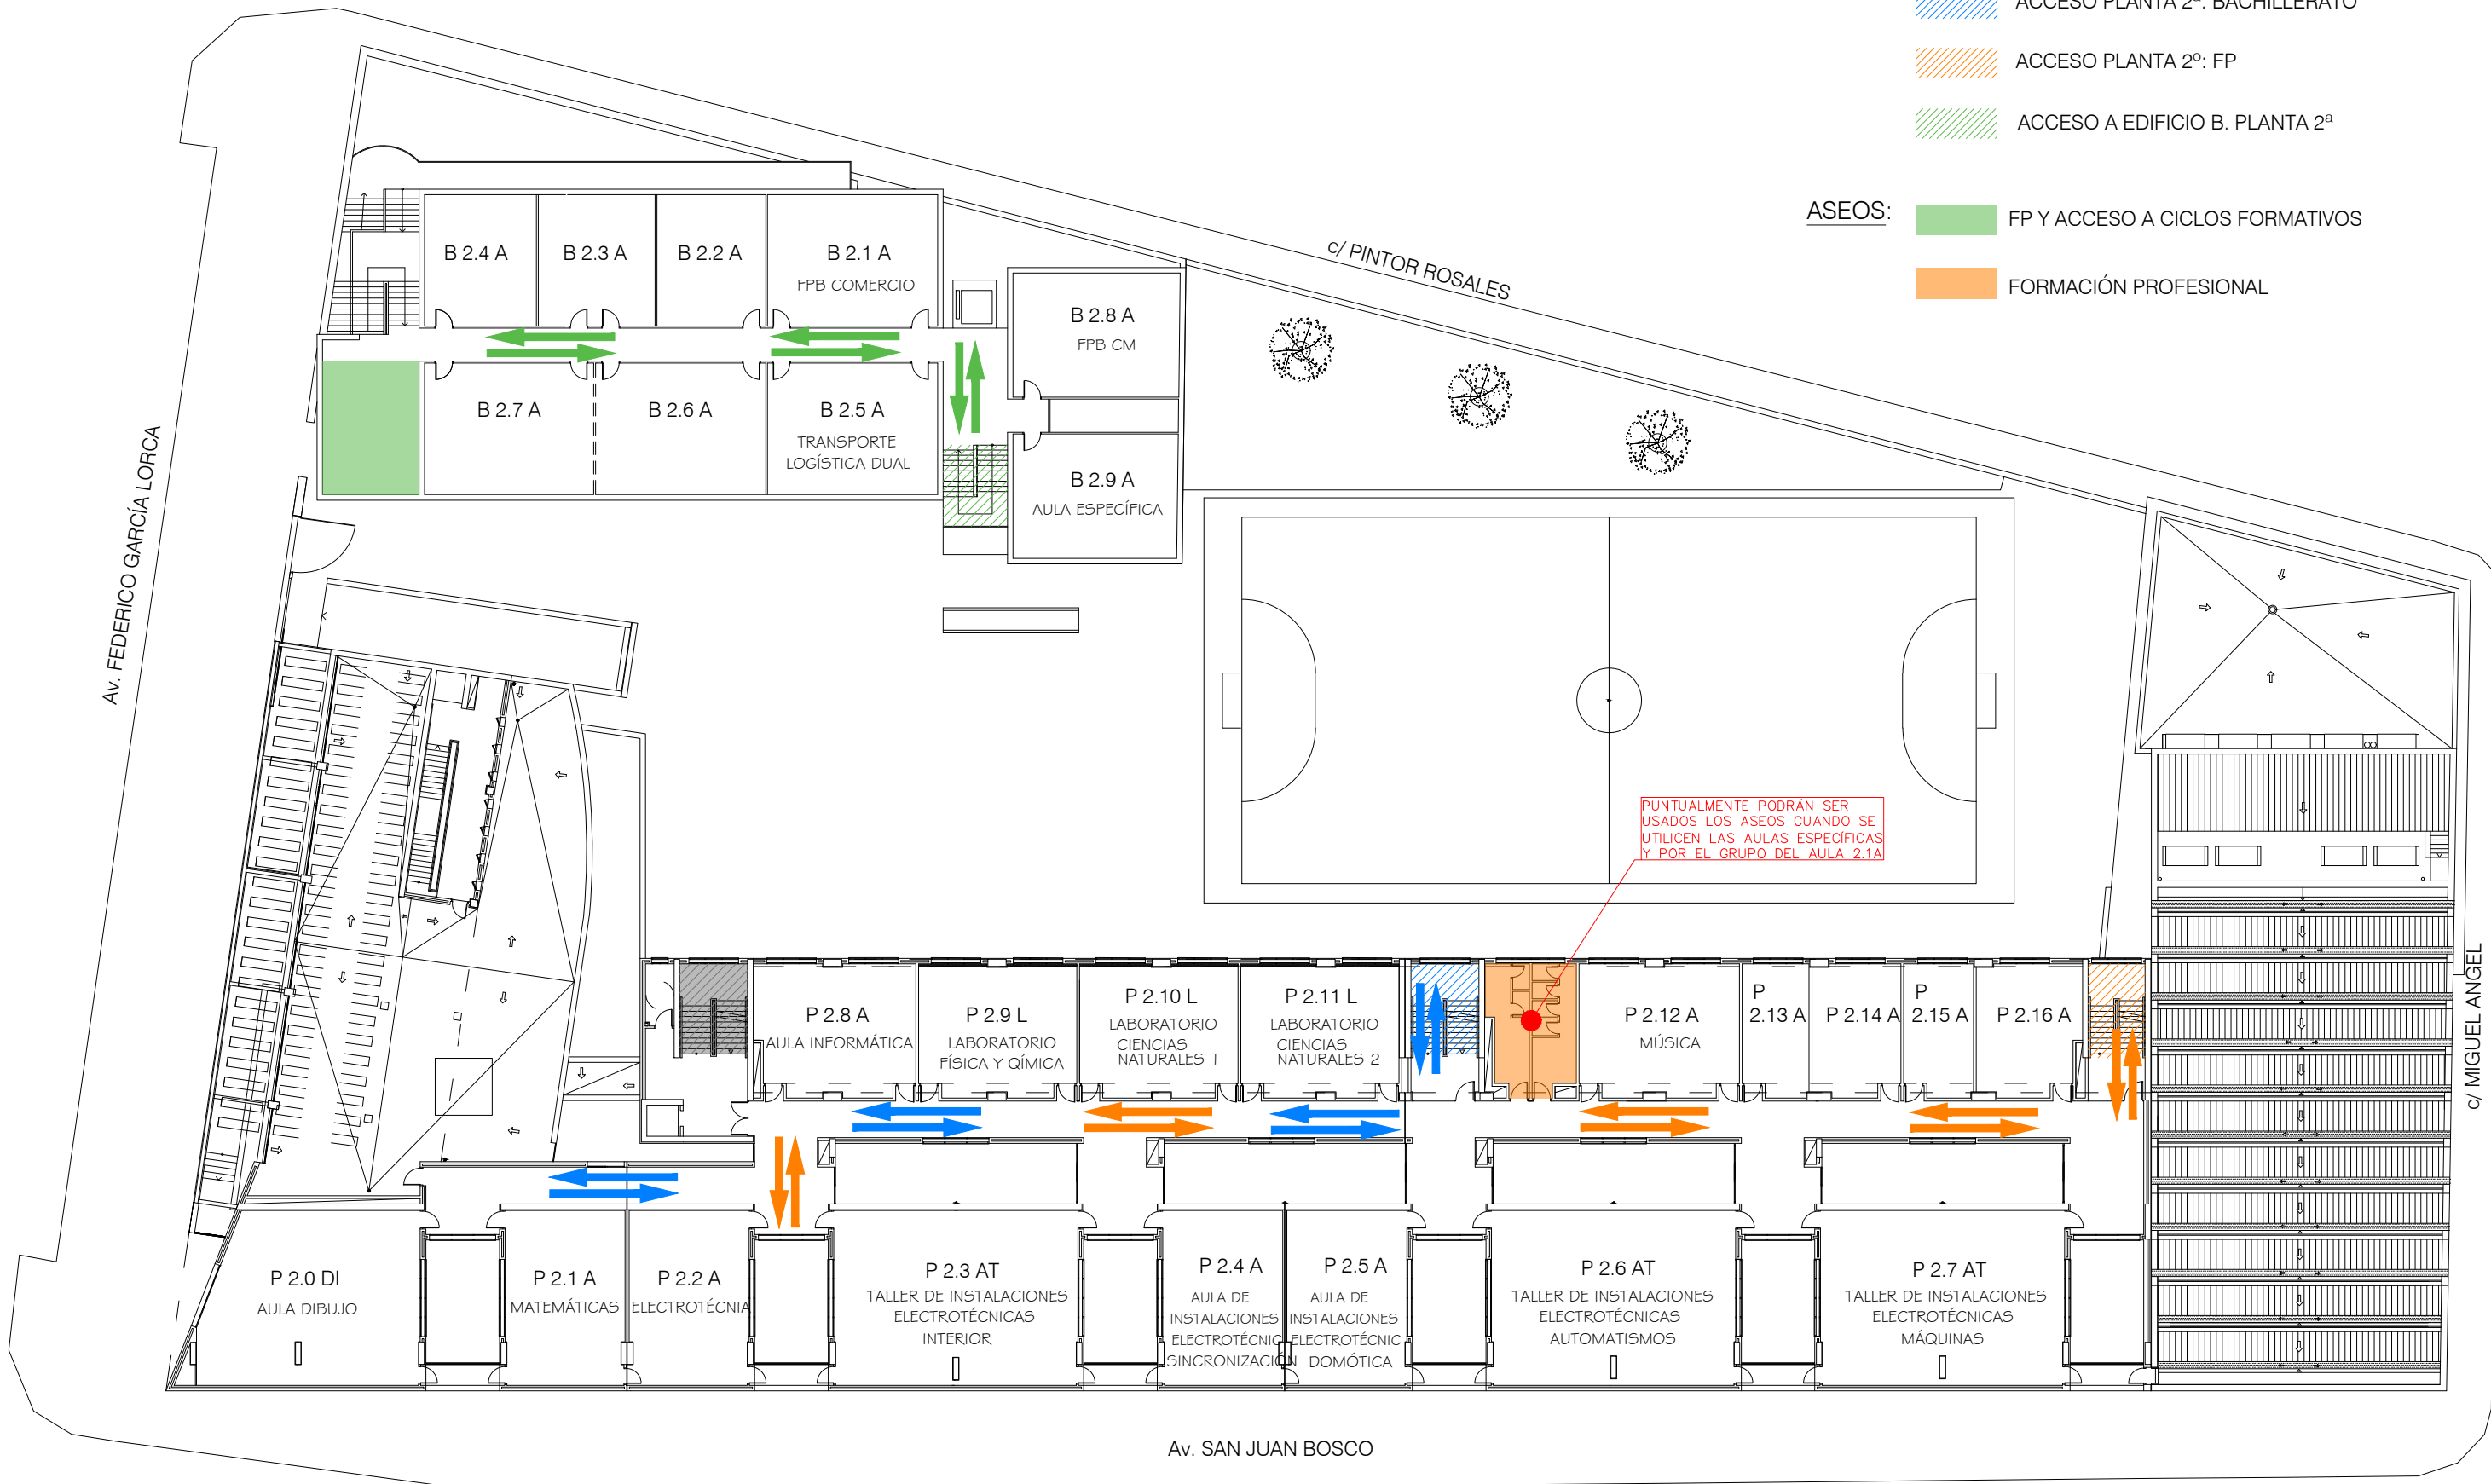 ACCESO PLANTA 2ª: BACHILLERATO
ACCESO PLANTA 2º: FP
ACCESO A EDIFICIO B. PLANTA 2ª
ASEOS:
FP Y ACCESO A CICLOS FORMATIVOS
FORMACIÓN PROFESIONAL
c/ PINTOR ROSALES
B 2.4 A
B 2.3 A
B 2.2 A
B 2.1 A
FPB COMERCIO
B 2.8 A
FPB CM
B 2.7 A
B 2.6 A
B 2.5 A
TRANSPORTE
LOGÍSTICA DUAL
B 2.9 A
AULA ESPECÍFICA
Av. FEDERICO GARCÍA LORCA
PUNTUALMENTE PODRÁN SER
USADOS LOS ASEOS CUANDO SE
UTILICEN LAS AULAS ESPECÍFICAS
Y POR EL GRUPO DEL AULA 2.1A
c/ MIGUEL ANGEL
P 2.8 A
AULA INFORMÁTICA
P 2.9 L
LABORATORIO
FÍSICA Y QÍMICA
P 2.10 L
LABORATORIO
CIENCIAS
NATURALES 1
P 2.11 L
LABORATORIO
CIENCIAS
NATURALES 2
P 2.12 A
MÚSICA
P
2.13 A
P 2.14 A
P
2.15 A
P 2.16 A
P 2.0 DI
AULA DIBUJO
P 2.1 A
MATEMÁTICAS
P 2.2 A
ELECTROTÉCNIA
P 2.3 AT
TALLER DE INSTALACIONES
ELECTROTÉCNICAS
INTERIOR
P 2.4 A
AULA DE
INSTALACIONES
ELECTROTÉCNIC
SINCRONIZACIÓN
P 2.5 A
AULA DE
INSTALACIONES
ELECTROTÉCNIC
DOMÓTICA
P 2.6 AT
TALLER DE INSTALACIONES
ELECTROTÉCNICAS
AUTOMATISMOS
P 2.7 AT
TALLER DE INSTALACIONES
ELECTROTÉCNICAS
MÁQUINAS
Av. SAN JUAN BOSCO